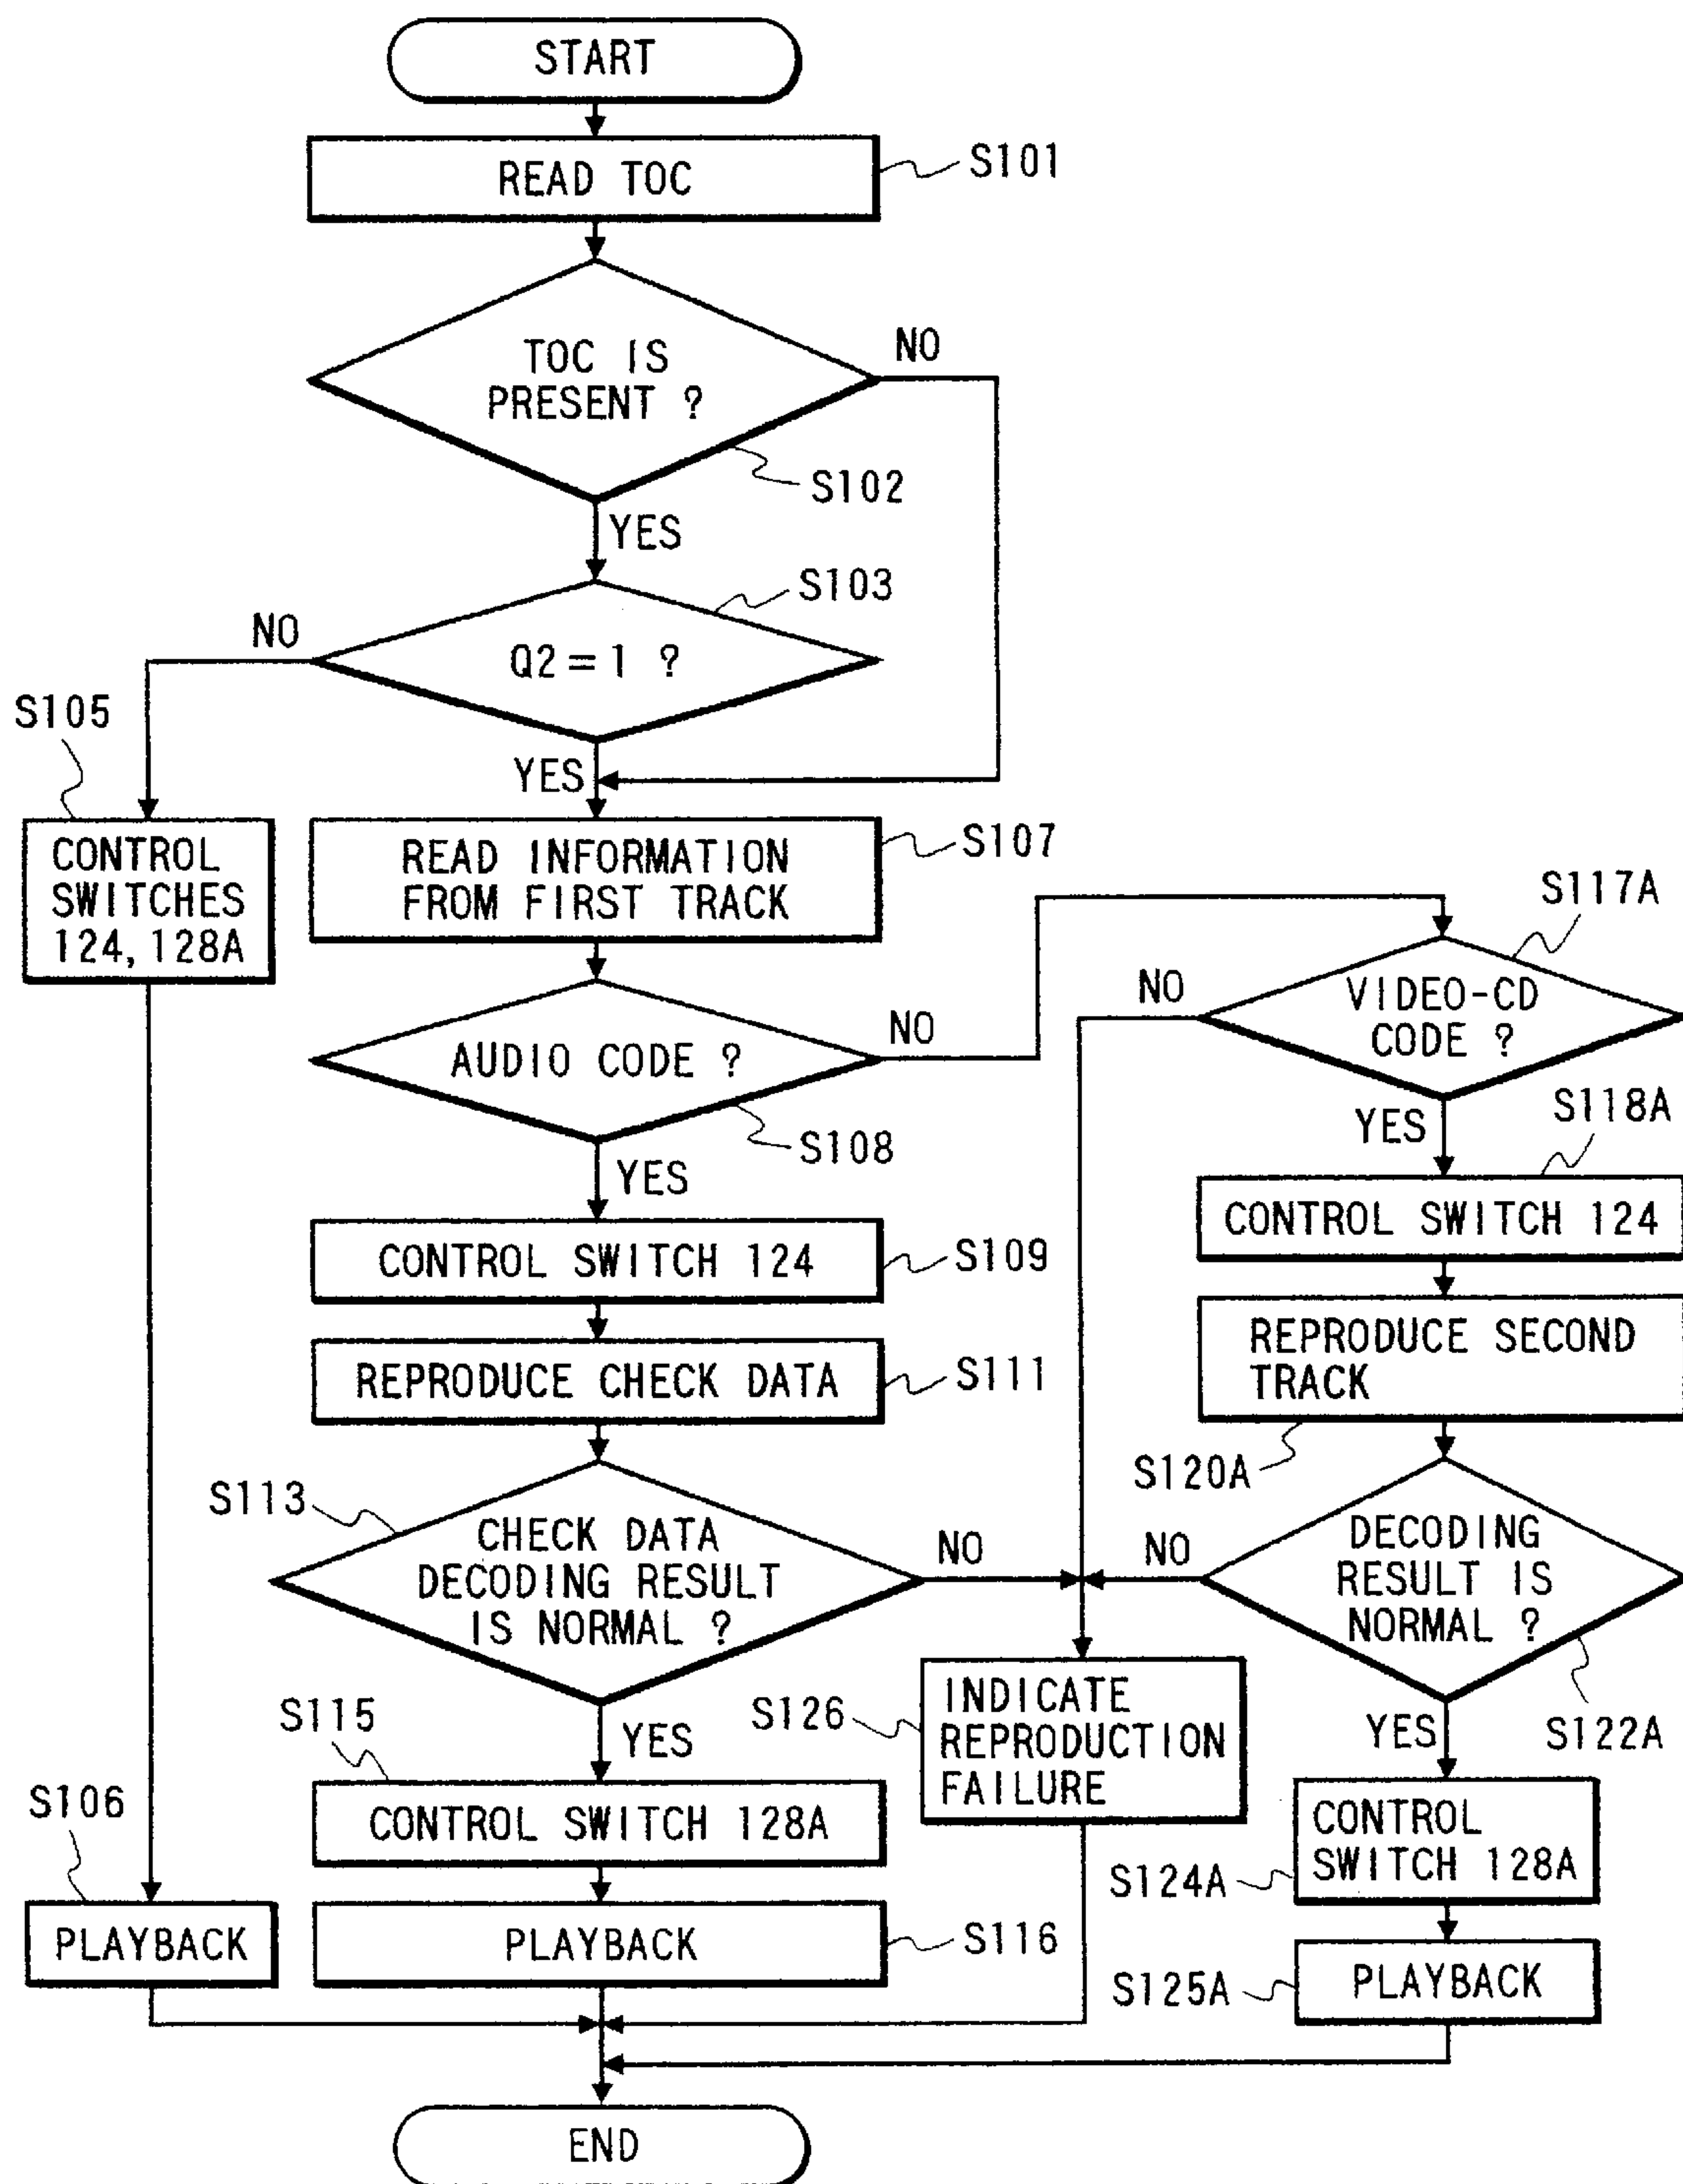 START
READ TOC
S101
TOC IS
PRESENT ?
NO
S102
YES
S103
NO
Q2 = 1 ?
S105
YES
CONTROL
SWITCHES
124, 128A
READ INFORMATION
FROM FIRST TRACK
S107
S117A
VIDEO-CD
CODE ?
NO
AUDIO CODE ?
NO
S108
YES
YES
S118A
CONTROL SWITCH 124
S109
CONTROL SWITCH 124
REPRODUCE CHECK DATA
S111
REPRODUCE SECOND
TRACK
S120A
S113
CHECK DATA
DECODING RESULT
IS NORMAL ?
NO
NO
DECODING
RESULT IS
NORMAL ?
S122A
YES
YES
S115
S126
INDICATE
REPRODUCTION
FAILURE
CONTROL SWITCH 128A
CONTROL
SWITCH 128A
S124A
S106
PLAYBACK
PLAYBACK
S116
S125A
PLAYBACK
END